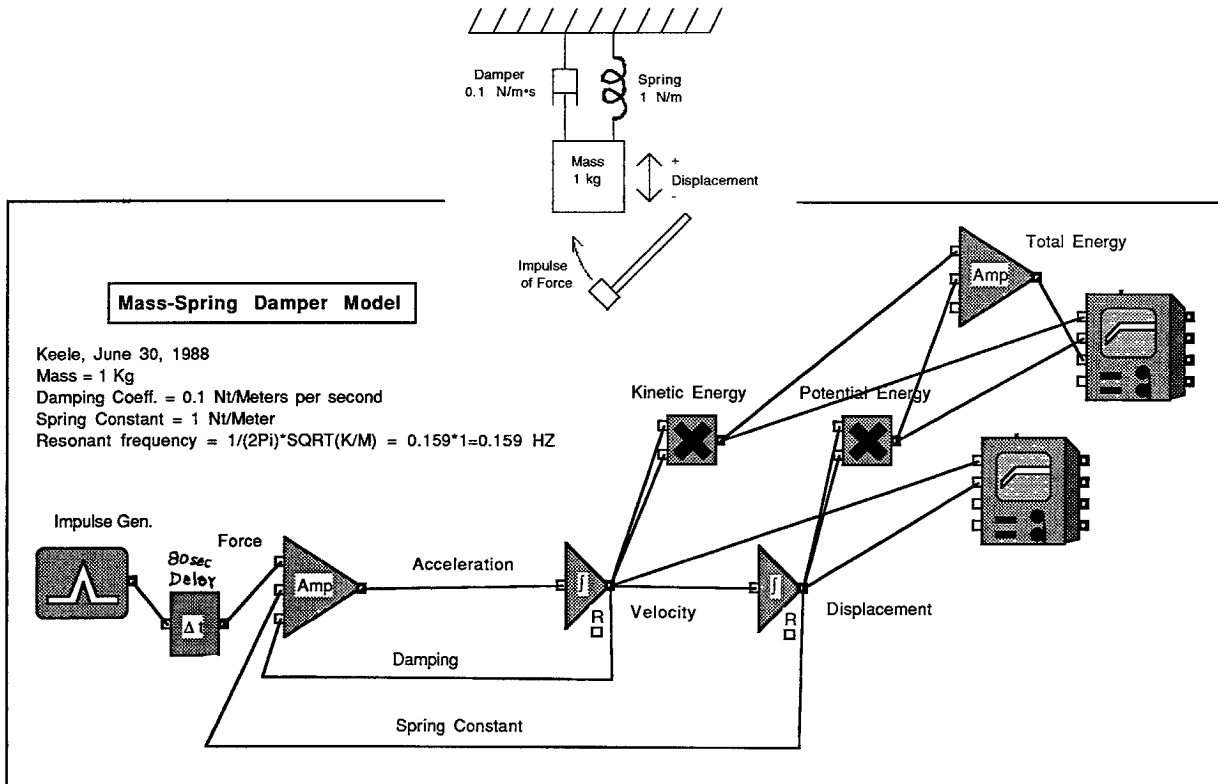 Damper
0.1 N/m•s
Spring
1 N/m
Mass
1 kg
+
Displacement
-
Impulse
of Force
Total Energy
Amp
Mass-Spring Damper Model
Keele, June 30, 1988
Mass = 1 Kg
Damping Coeff. = 0.1 Nt/Meters per second
Spring Constant = 1 Nt/Meter
Resonant frequency = 1/(2Pi)*SQRT(K/M) = 0.159*1=0.159 HZ
Kinetic Energy
Potential Energy
Impulse Gen.
80sec
Delay
Δt
Force
Amp
Acceleration
∫
R
Velocity
∫
R
Displacement
Damping
Spring Constant